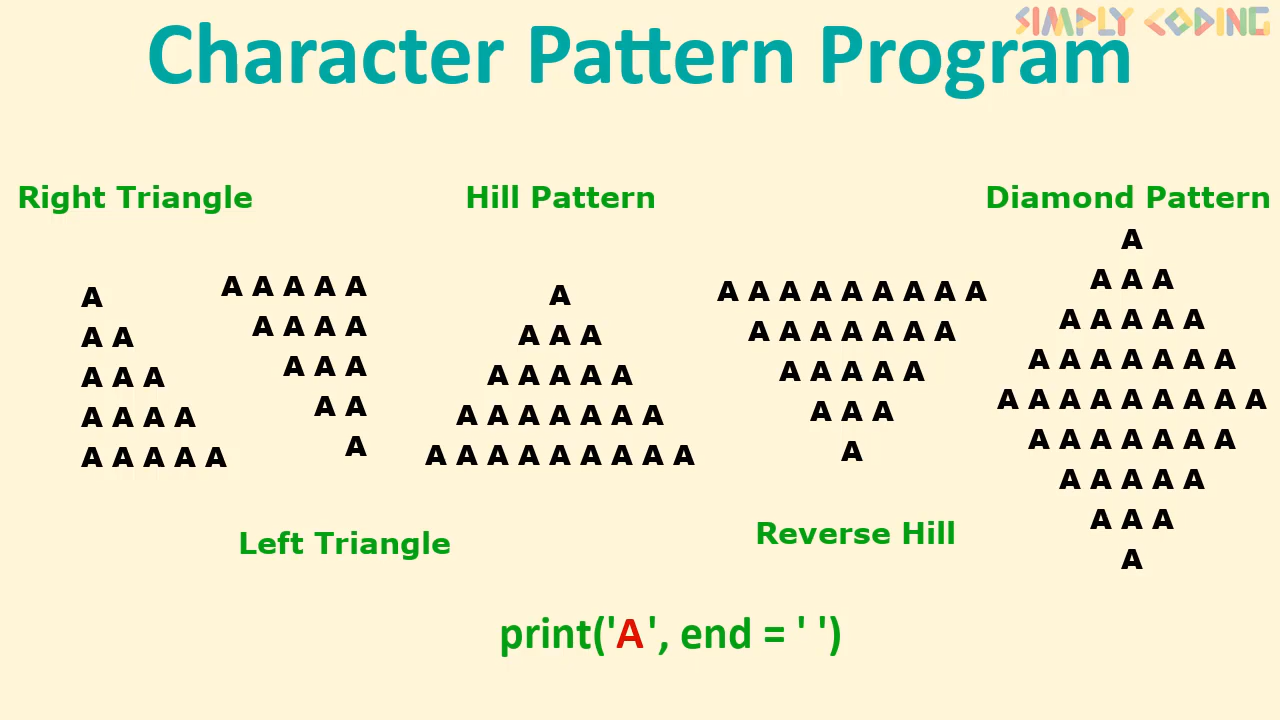 SIMPLY CODING
Character Pattern Program
Right Triangle
A
A A
A A A
A A A A
A A A A A
A A A A A
A A A A
A A A
A A
A
Left Triangle
Hill Pattern
A
A A A
A A A A A
A A A A A A A
A A A A A A A A A
A A A A A A A A A
A A A A A A A
A A A A A
A A A
A
Reverse Hill
Diamond Pattern
A
A A A
A A A A A
A A A A A A A
A A A A A A A A A
A A A A A A A
A A A A A
A A A
A
print('A', end = ' ')